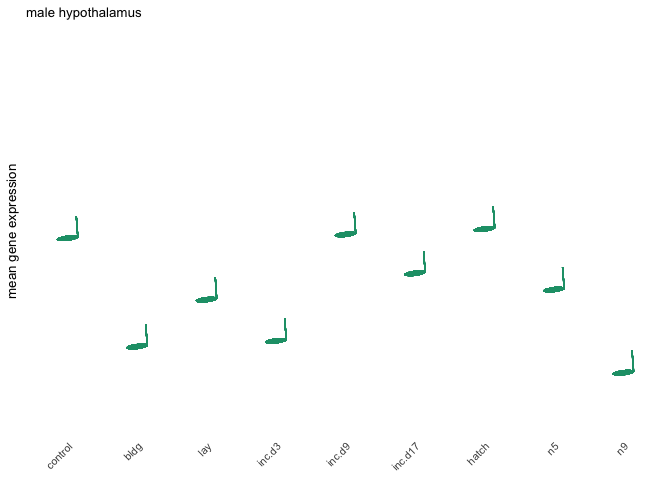 male hypothalamus
mean gene expression
control
bldg
lay
inc.d3
inc.d9
inc.d17
hatch
n5
n9